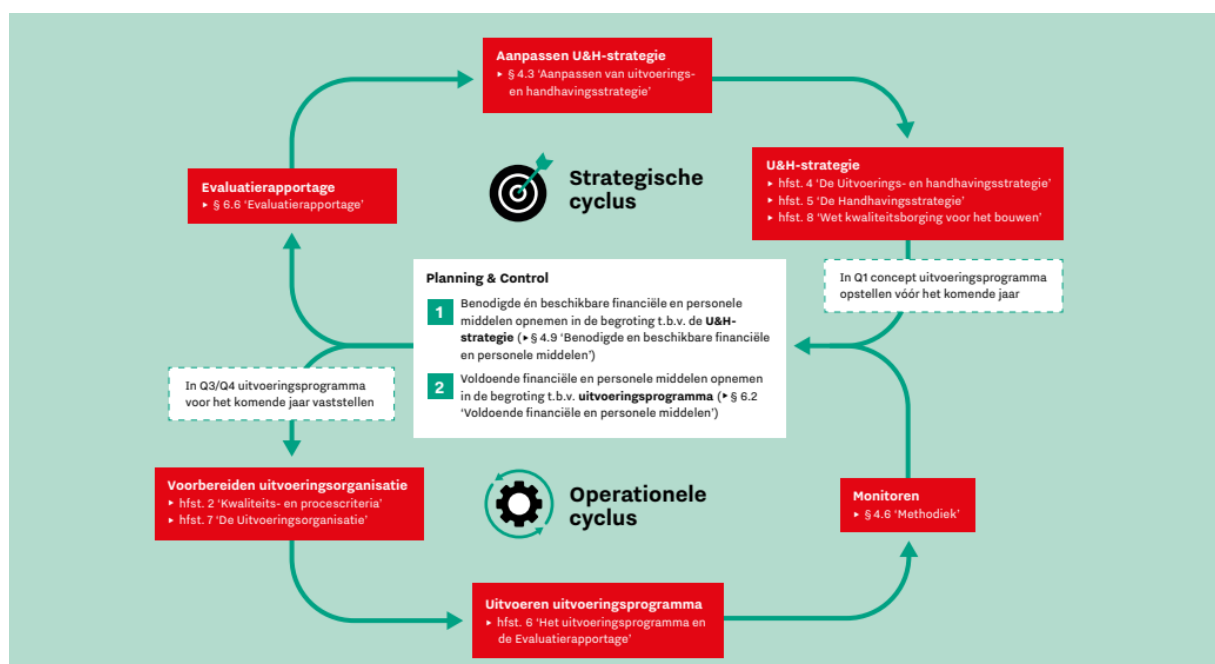 Aanpassen U&H-strategie
▸ § 4.3 ‘Aanpassen van uitvoerings-
en handhavingsstrategie’
Evaluatierapportage
▸ § 6.6 ‘Evaluatierapportage’
Strategische
cyclus
U&H-strategie
▸ hfst. 4 ‘De Uitvoerings- en handhavingsstrategie’
▸ hfst. 5 ‘De Handhavingsstrategie’
▸ hfst. 8 ‘Wet kwaliteitsborging voor het bouwen’
In Q1 concept uitvoeringsprogramma
opstellen vóór het komende jaar
Planning & Control
1 Benodigde én beschikbare financiële en personele
middelen opnemen in de begroting t.b.v. de U&H-
strategie (▸ § 4.9 ‘Benodigde en beschikbare financiële
en personele middelen’)
2 Voldoende financiële en personele middelen opnemen
in de begroting t.b.v. uitvoeringsprogramma (▸ § 6.2
‘Voldoende financiële en personele middelen’)
In Q3/Q4 uitvoeringsprogramma
voor het komende jaar vaststellen
Voorbereiden uitvoeringsorganisatie
▸ hfst. 2 ‘Kwaliteits- en procescriteria’
▸ hfst. 7 ‘De Uitvoeringsorganisatie’
Operationele
cyclus
Monitoren
▸ § 4.6 ‘Methodiek’
Uitvoeren uitvoeringsprogramma
▸ hfst. 6 ‘Het uitvoeringsprogramma en
de Evaluatierapportage’